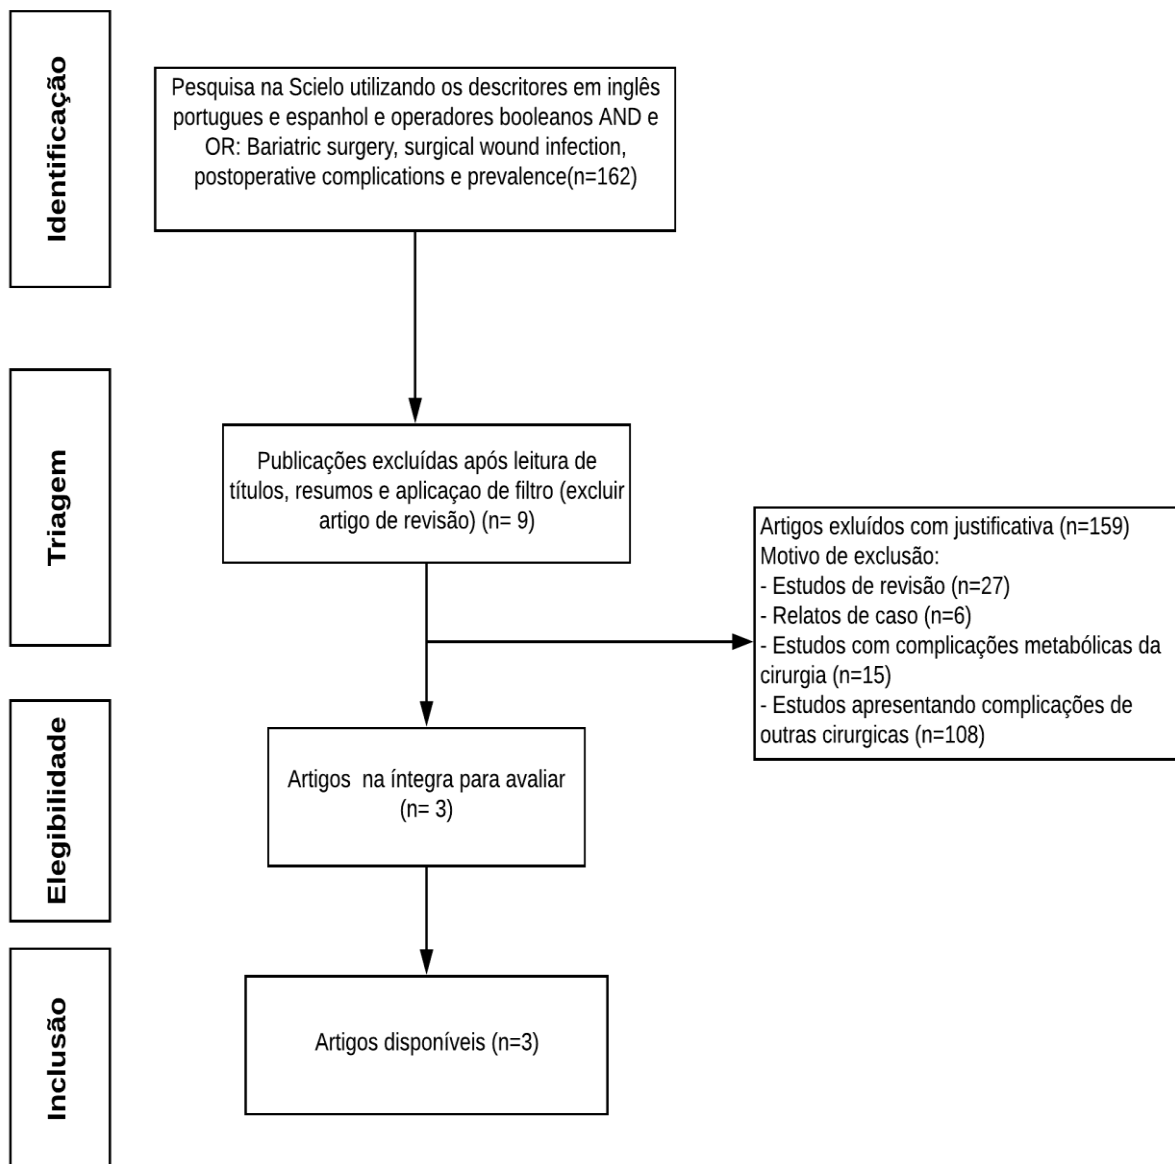 Identificação
Pesquisa na Scielo utilizando os descritores em inglês
portugues e espanhol e operadores booleanos AND e
OR: Bariatric surgery, surgical wound infection,
postoperative complications e prevalence(n=162)
Triagem
Publicações excluídas após leitura de
títulos, resumos e aplicaçao de filtro (excluir
artigo de revisão) (n= 9)
Artigos exluídos com justificativa (n=159)
Motivo de exclusão:
- Estudos de revisão (n=27)
- Relatos de caso (n=6)
- Estudos com complicações metabólicas da
cirurgia (n=15)
- Estudos apresentando complicações de
outras cirurgicas (n=108)
Elegibilidade
Artigos  na íntegra para avaliar
(n= 3)
Inclusão
Artigos disponíveis (n=3)